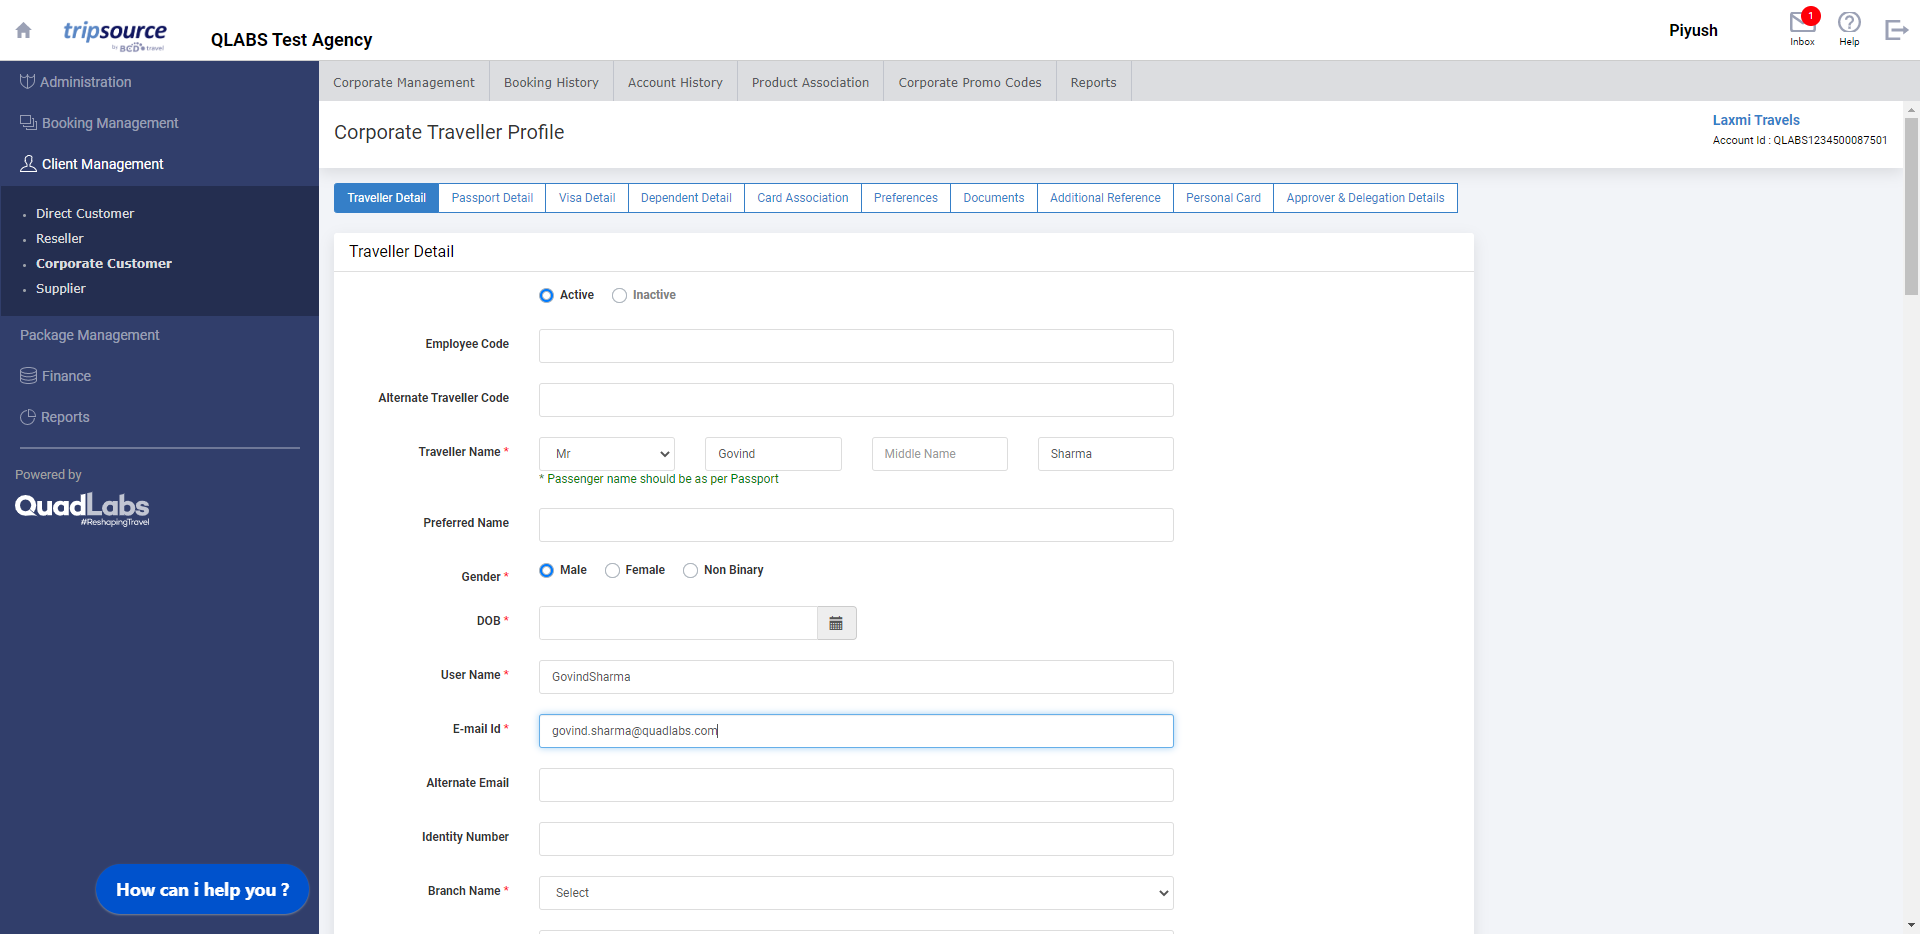 tripsource
by BCD travel
QLABS Test Agency
Piyush
1
Inbox
Help
Administration
Booking Management
Client Management
Direct Customer
Reseller
Corporate Customer
Supplier
Package Management
Finance
Reports
Powered by
QuadLabs
#ReshapingTravel
How can i help you ?
Corporate Management
Booking History
Account History
Product Association
Corporate Promo Codes
Reports
Corporate Traveller Profile
Laxmi Travels
Account Id : QLABS1234500087501
Traveller Detail
Passport Detail
Visa Detail
Dependent Detail
Card Association
Preferences
Documents
Additional Reference
Personal Card
Approver & Delegation Details
Traveller Detail
Active
Inactive
Employee Code
Alternate Traveller Code
Traveller Name *
Mr
Govind
Middle Name
Sharma
* Passenger name should be as per Passport
Preferred Name
Gender *
Male
Female
Non Binary
DOB *
User Name *
GovindSharma
E-mail Id *
govind.sharma@quadlabs.com
Alternate Email
Identity Number
Branch Name *
Select